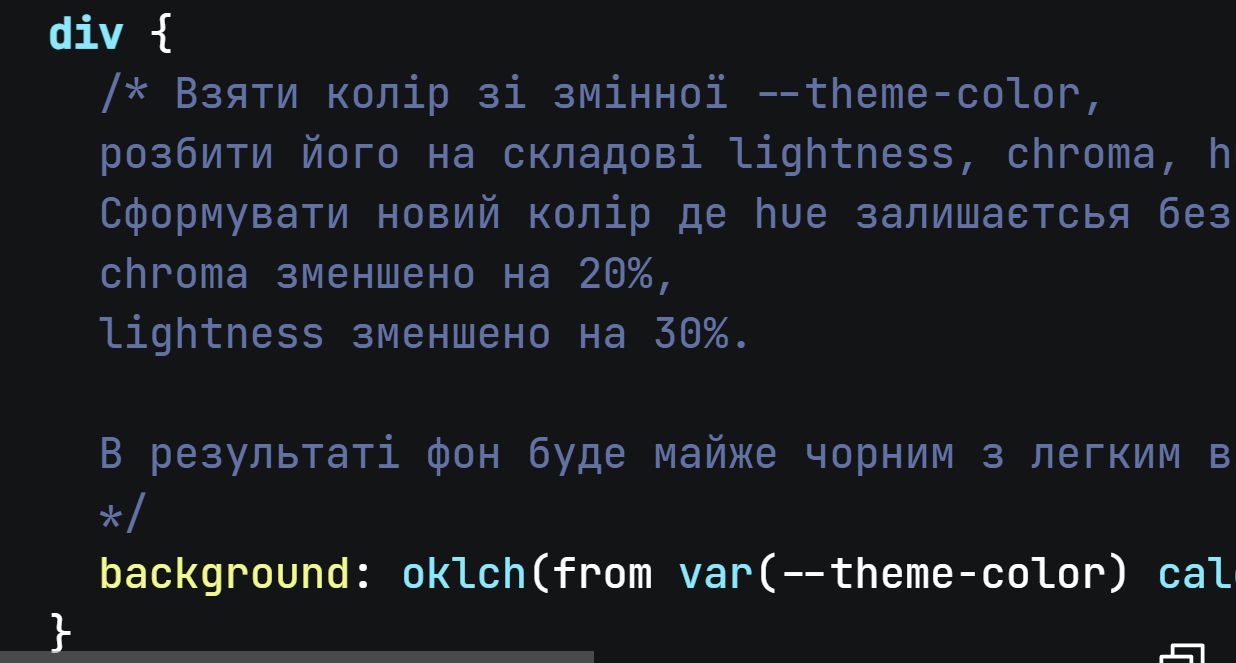 div {
/* Взяти колір зі змінної --theme-color,
розбити його на складові lightness, chroma, h
Сформувати новий колір де hue залишаєтсья без
chroma зменшено на 20%,
lightness зменшено на 30%.
В результаті фон буде майже чорним з легким в
*/
background: oklch(from var(--theme-color) calc
}